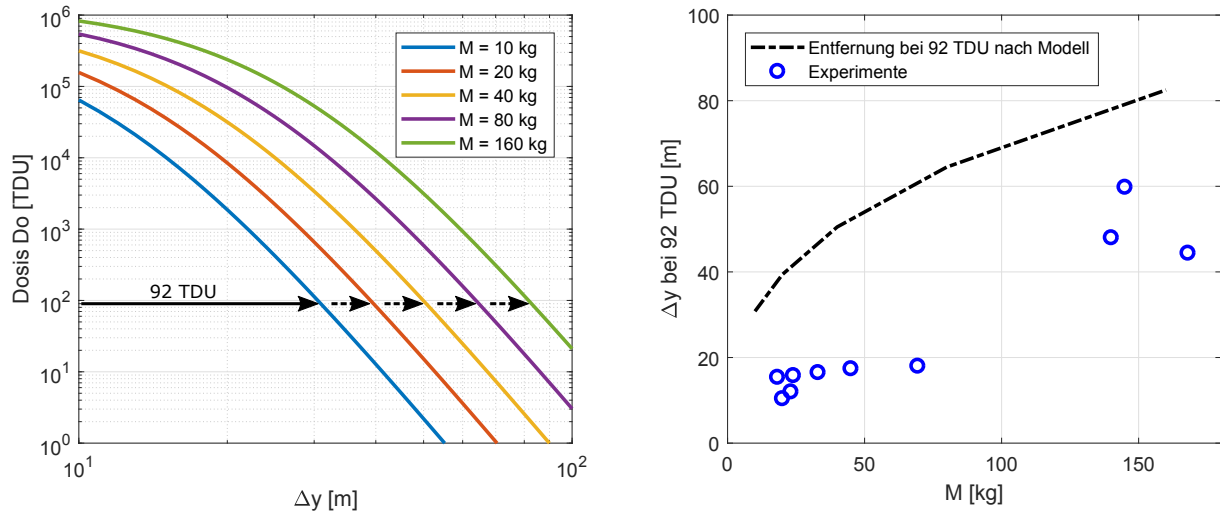 10^6
10^5
10^4
10^3
10^2
10^1
10^0
Dosis Do [TDU]
M = 10 kg
M = 20 kg
M = 40 kg
M = 80 kg
M = 160 kg
92 TDU
10^1
10^2
Δy [m]
100
80
60
40
20
0
Δy bei 92 TDU [m]
Entfernung bei 92 TDU nach Modell
Experimente
0
50
100
150
M [kg]